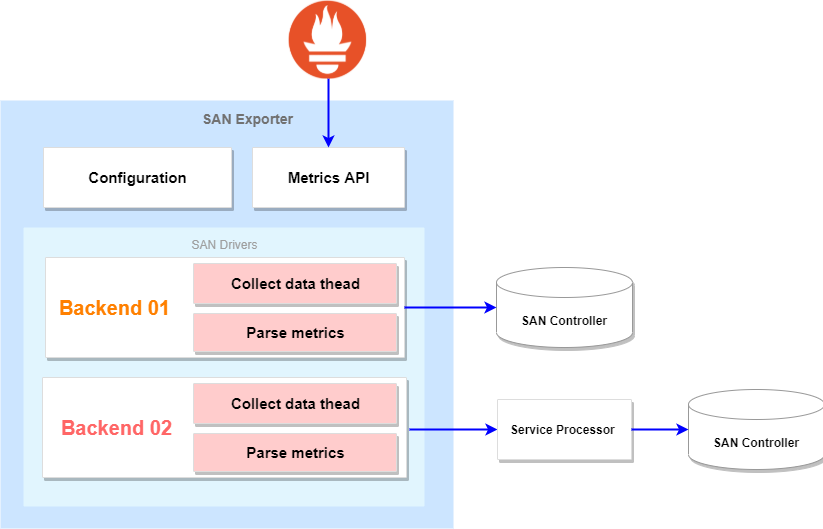 SAN Exporter
Configuration
Metrics API
SAN Drivers
Backend 01
Collect data thead
Parse metrics
SAN Controller
Backend 02
Collect data thead
Parse metrics
Service Processor
SAN Controller